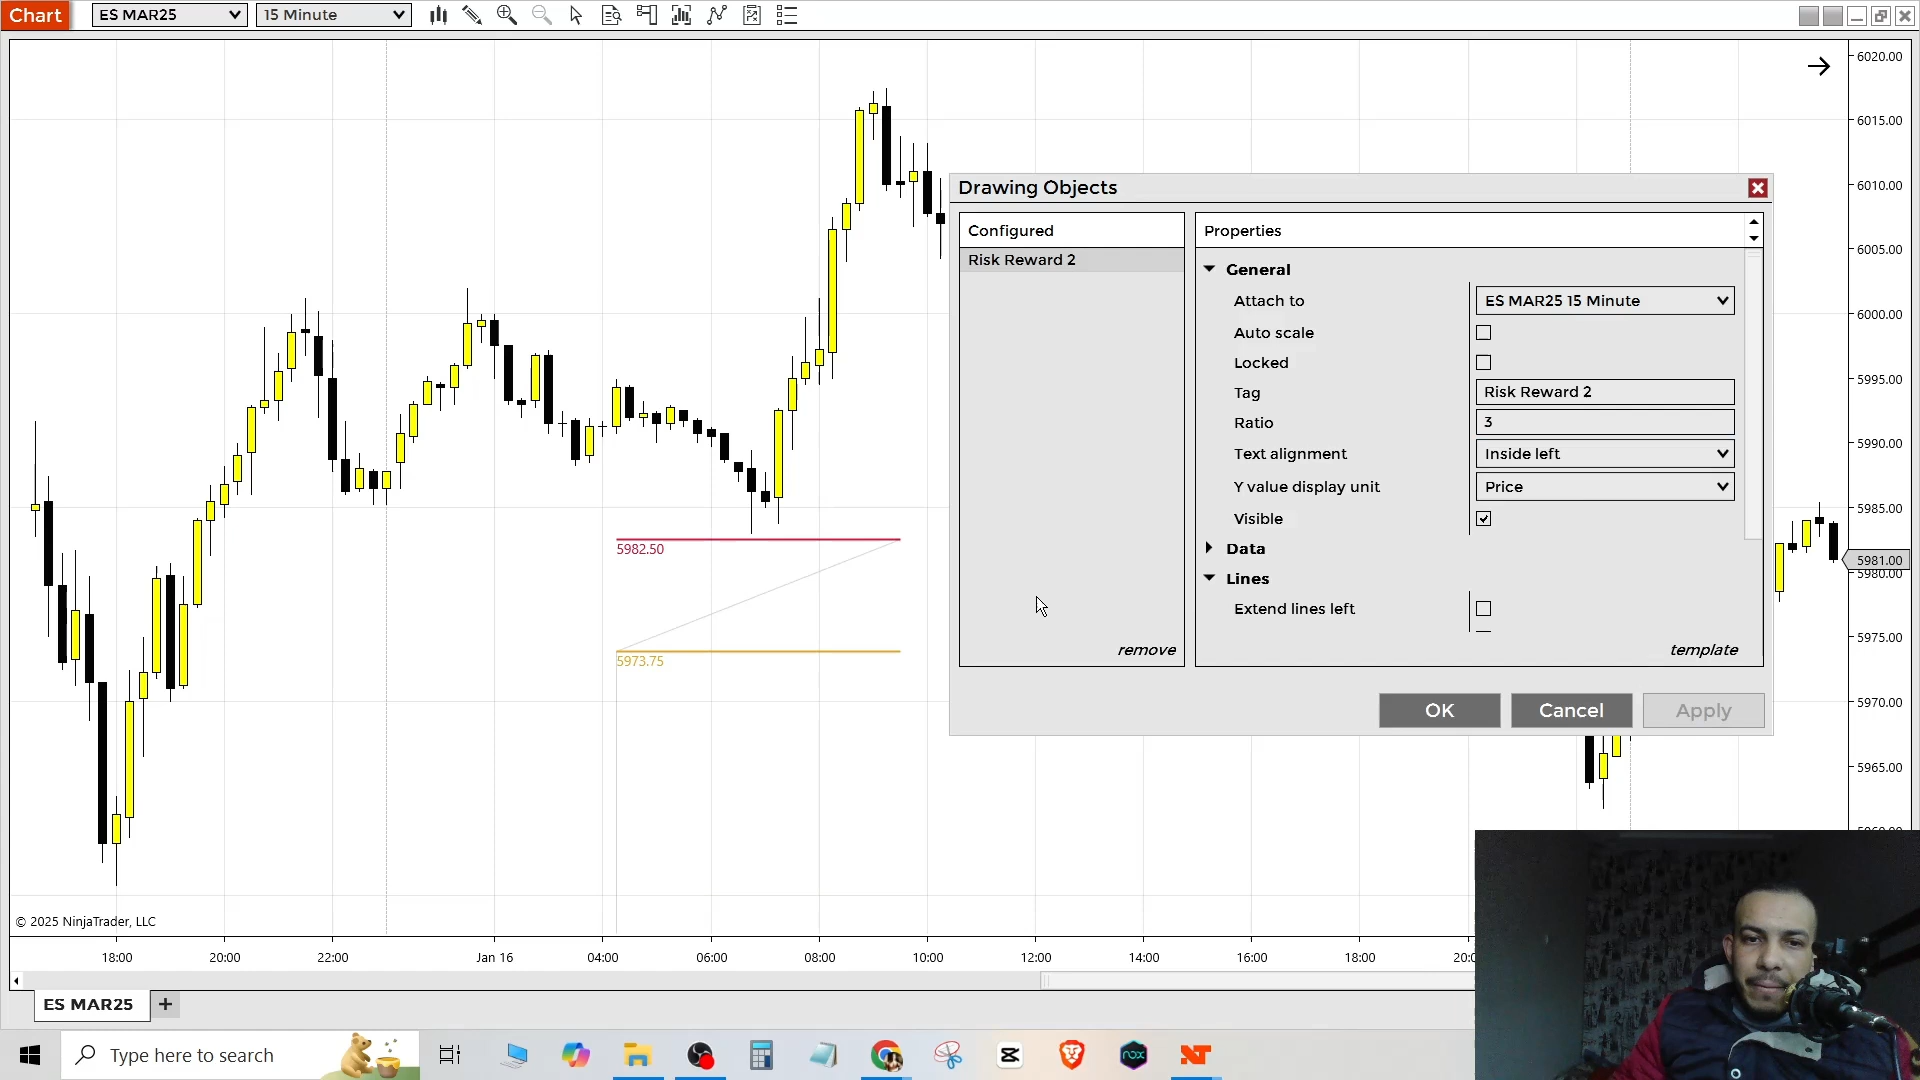 Chart
ES MAR25
15 Minute
6020.00
6015.00
6010.00
6005.00
6000.00
5995.00
5990.00
5985.00
5981.00
5980.00
5975.00
5970.00
5965.00
Drawing Objects
Configured
Risk Reward 2
remove
Properties
General
Attach to
ES MAR25 15 Minute
Auto scale
Locked
Tag
Risk Reward 2
Ratio
3
Text alignment
Inside left
Y value display unit
Price
Visible
Data
Lines
Extend lines left
template
OK
Cancel
Apply
5982.50
5973.75
© 2025 NinjaTrader, LLC
18:00
20:00
22:00
Jan 16
04:00
06:00
08:00
10:00
12:00
14:00
16:00
18:00
ES MAR25
+
Type here to search